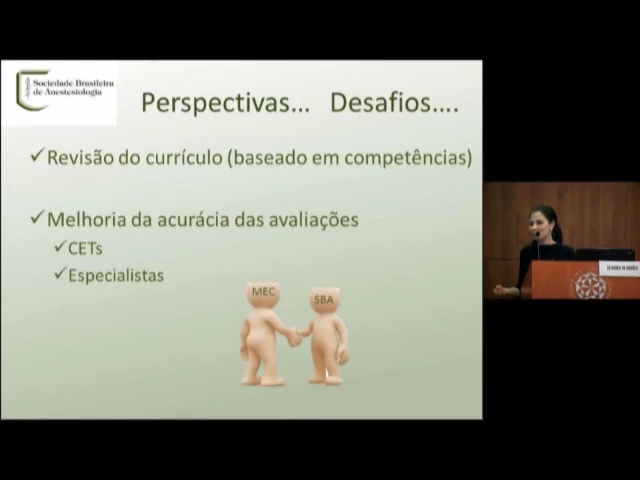 Sociedade Brasileira
de Anestesiologia
Perspectivas... Desafios....
Revisão do currículo (baseado em competências)
Melhoria da acurácia das avaliações
CETs
Especialistas
MEC
SBA